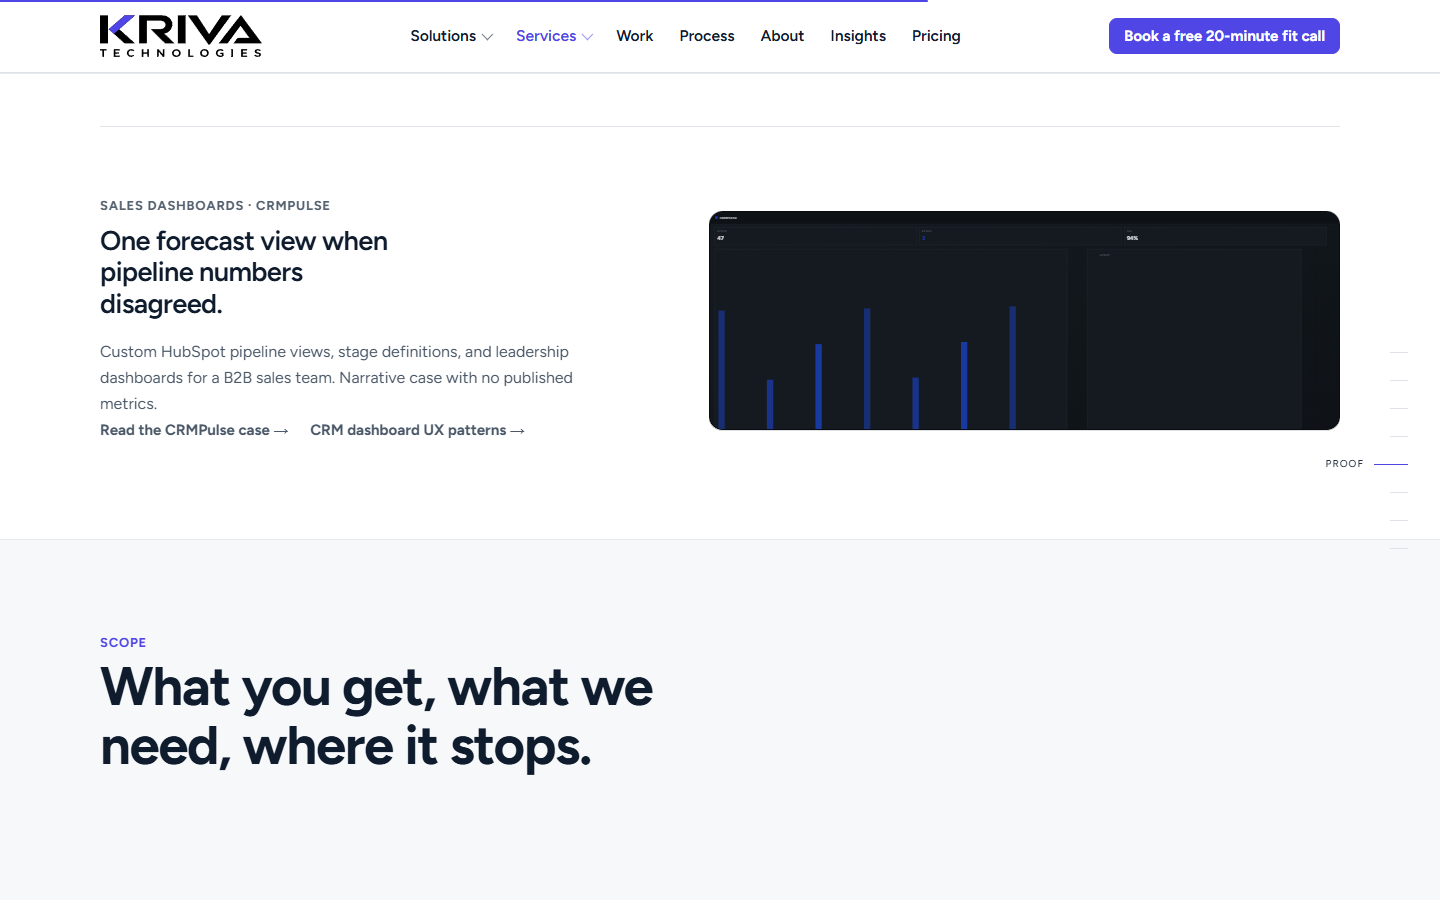 KRIVA
TECHNOLOGIES
Solutions
Services
Work
Process
About
Insights
Pricing
Book a free 20-minute fit call
SALES DASHBOARDS · CRMPULSE
One forecast view when
pipeline numbers
disagreed.
Custom HubSpot pipeline views, stage definitions, and leadership
dashboards for a B2B sales team. Narrative case with no published
metrics.
Read the CRMPulse case →
CRM dashboard UX patterns →
47
94%
PROOF
SCOPE
What you get, what we
need, where it stops.